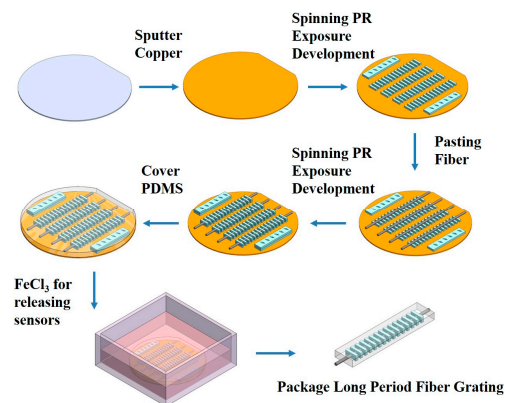 Sputter
Copper
Spinning PR
Exposure
Development
Pasting
Fiber
Spinning PR
Exposure
Development
Cover
PDMS
FeCl₃ for
releasing
sensors
Package Long Period Fiber Grating